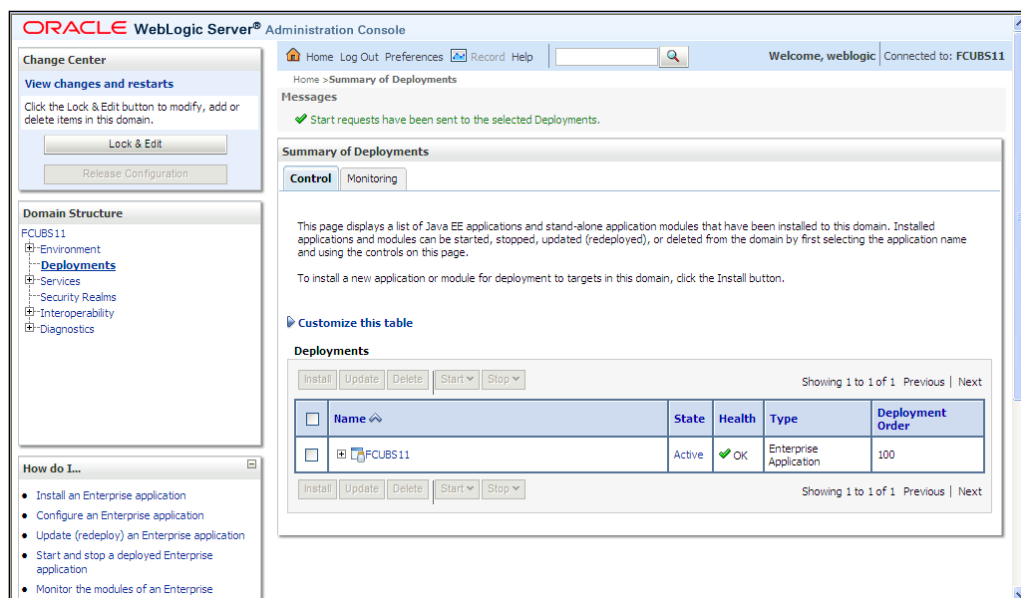 ORACLE WebLogic Server® Administration Console
Change Center
View changes and restarts
Click the Lock & Edit button to modify, add or
delete items in this domain.
Lock & Edit
Release Configuration
Domain Structure
FCUBS11
Environment
Deployments
Services
Security Realms
Interoperability
Diagnostics
How do I...
Install an Enterprise application
Configure an Enterprise application
Update (redeploy) an Enterprise application
Start and stop a deployed Enterprise
application
Monitor the modules of an Enterprise
Home Log Out Preferences Record Help
Welcome, weblogic Connected to: FCUBS11
Home >Summary of Deployments
Messages
Start requests have been sent to the selected Deployments.
Summary of Deployments
Control Monitoring
This page displays a list of Java EE applications and stand-alone application modules that have been installed to this domain. Installed
applications and modules can be started, stopped, updated (redeployed), or deleted from the domain by first selecting the application name
and using the controls on this page.
To install a new application or module for deployment to targets in this domain, click the Install button.
Customize this table
Deployments
Install Update Delete Start Stop Showing 1 to 1 of 1 Previous | Next
Name State Health Type Deployment
Order
FCUBS11 Active OK Enterprise
Application 100
Install Update Delete Start Stop Showing 1 to 1 of 1 Previous | Next